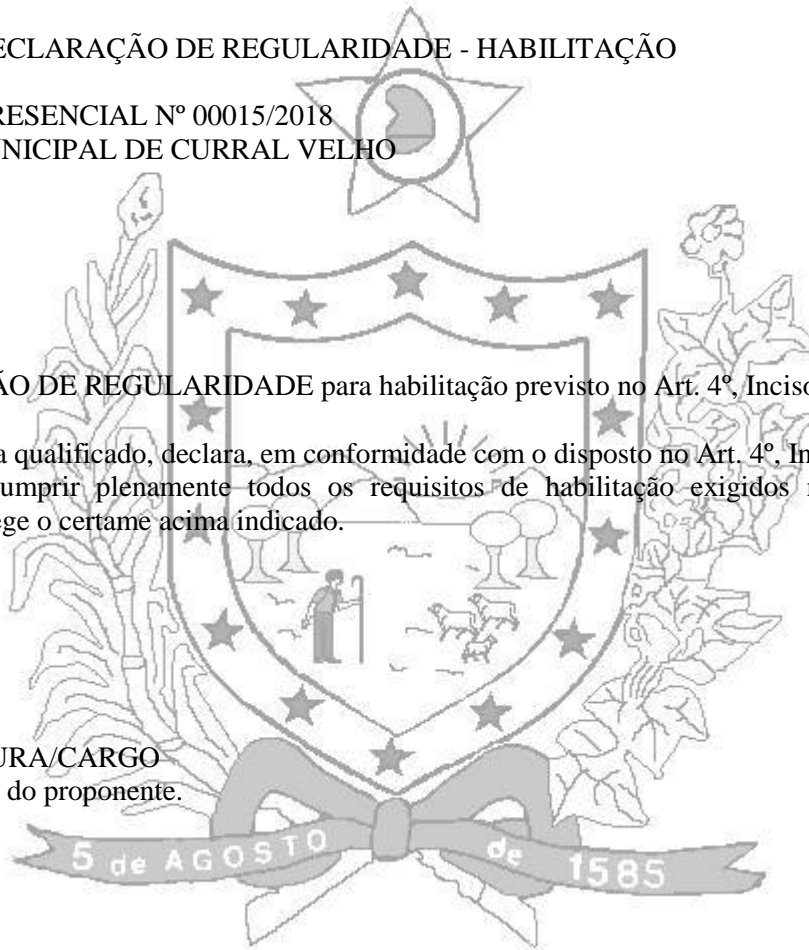 ECLARAÇÃO DE REGULARIDADE - HABILITAÇÃO
RESENCIAL Nº 00015/2018
NICIPAL DE CURRAL VELHO
ÃO DE REGULARIDADE para habilitação previsto no Art. 4º, Inciso
a qualificado, declara, em conformidade com o disposto no Art. 4º, In
umprir plenamente todos os requisitos de habilitação exigidos
ege o certame acima indicado.
URA/CARGO
do proponente.
5 de AGOSTO de 1585